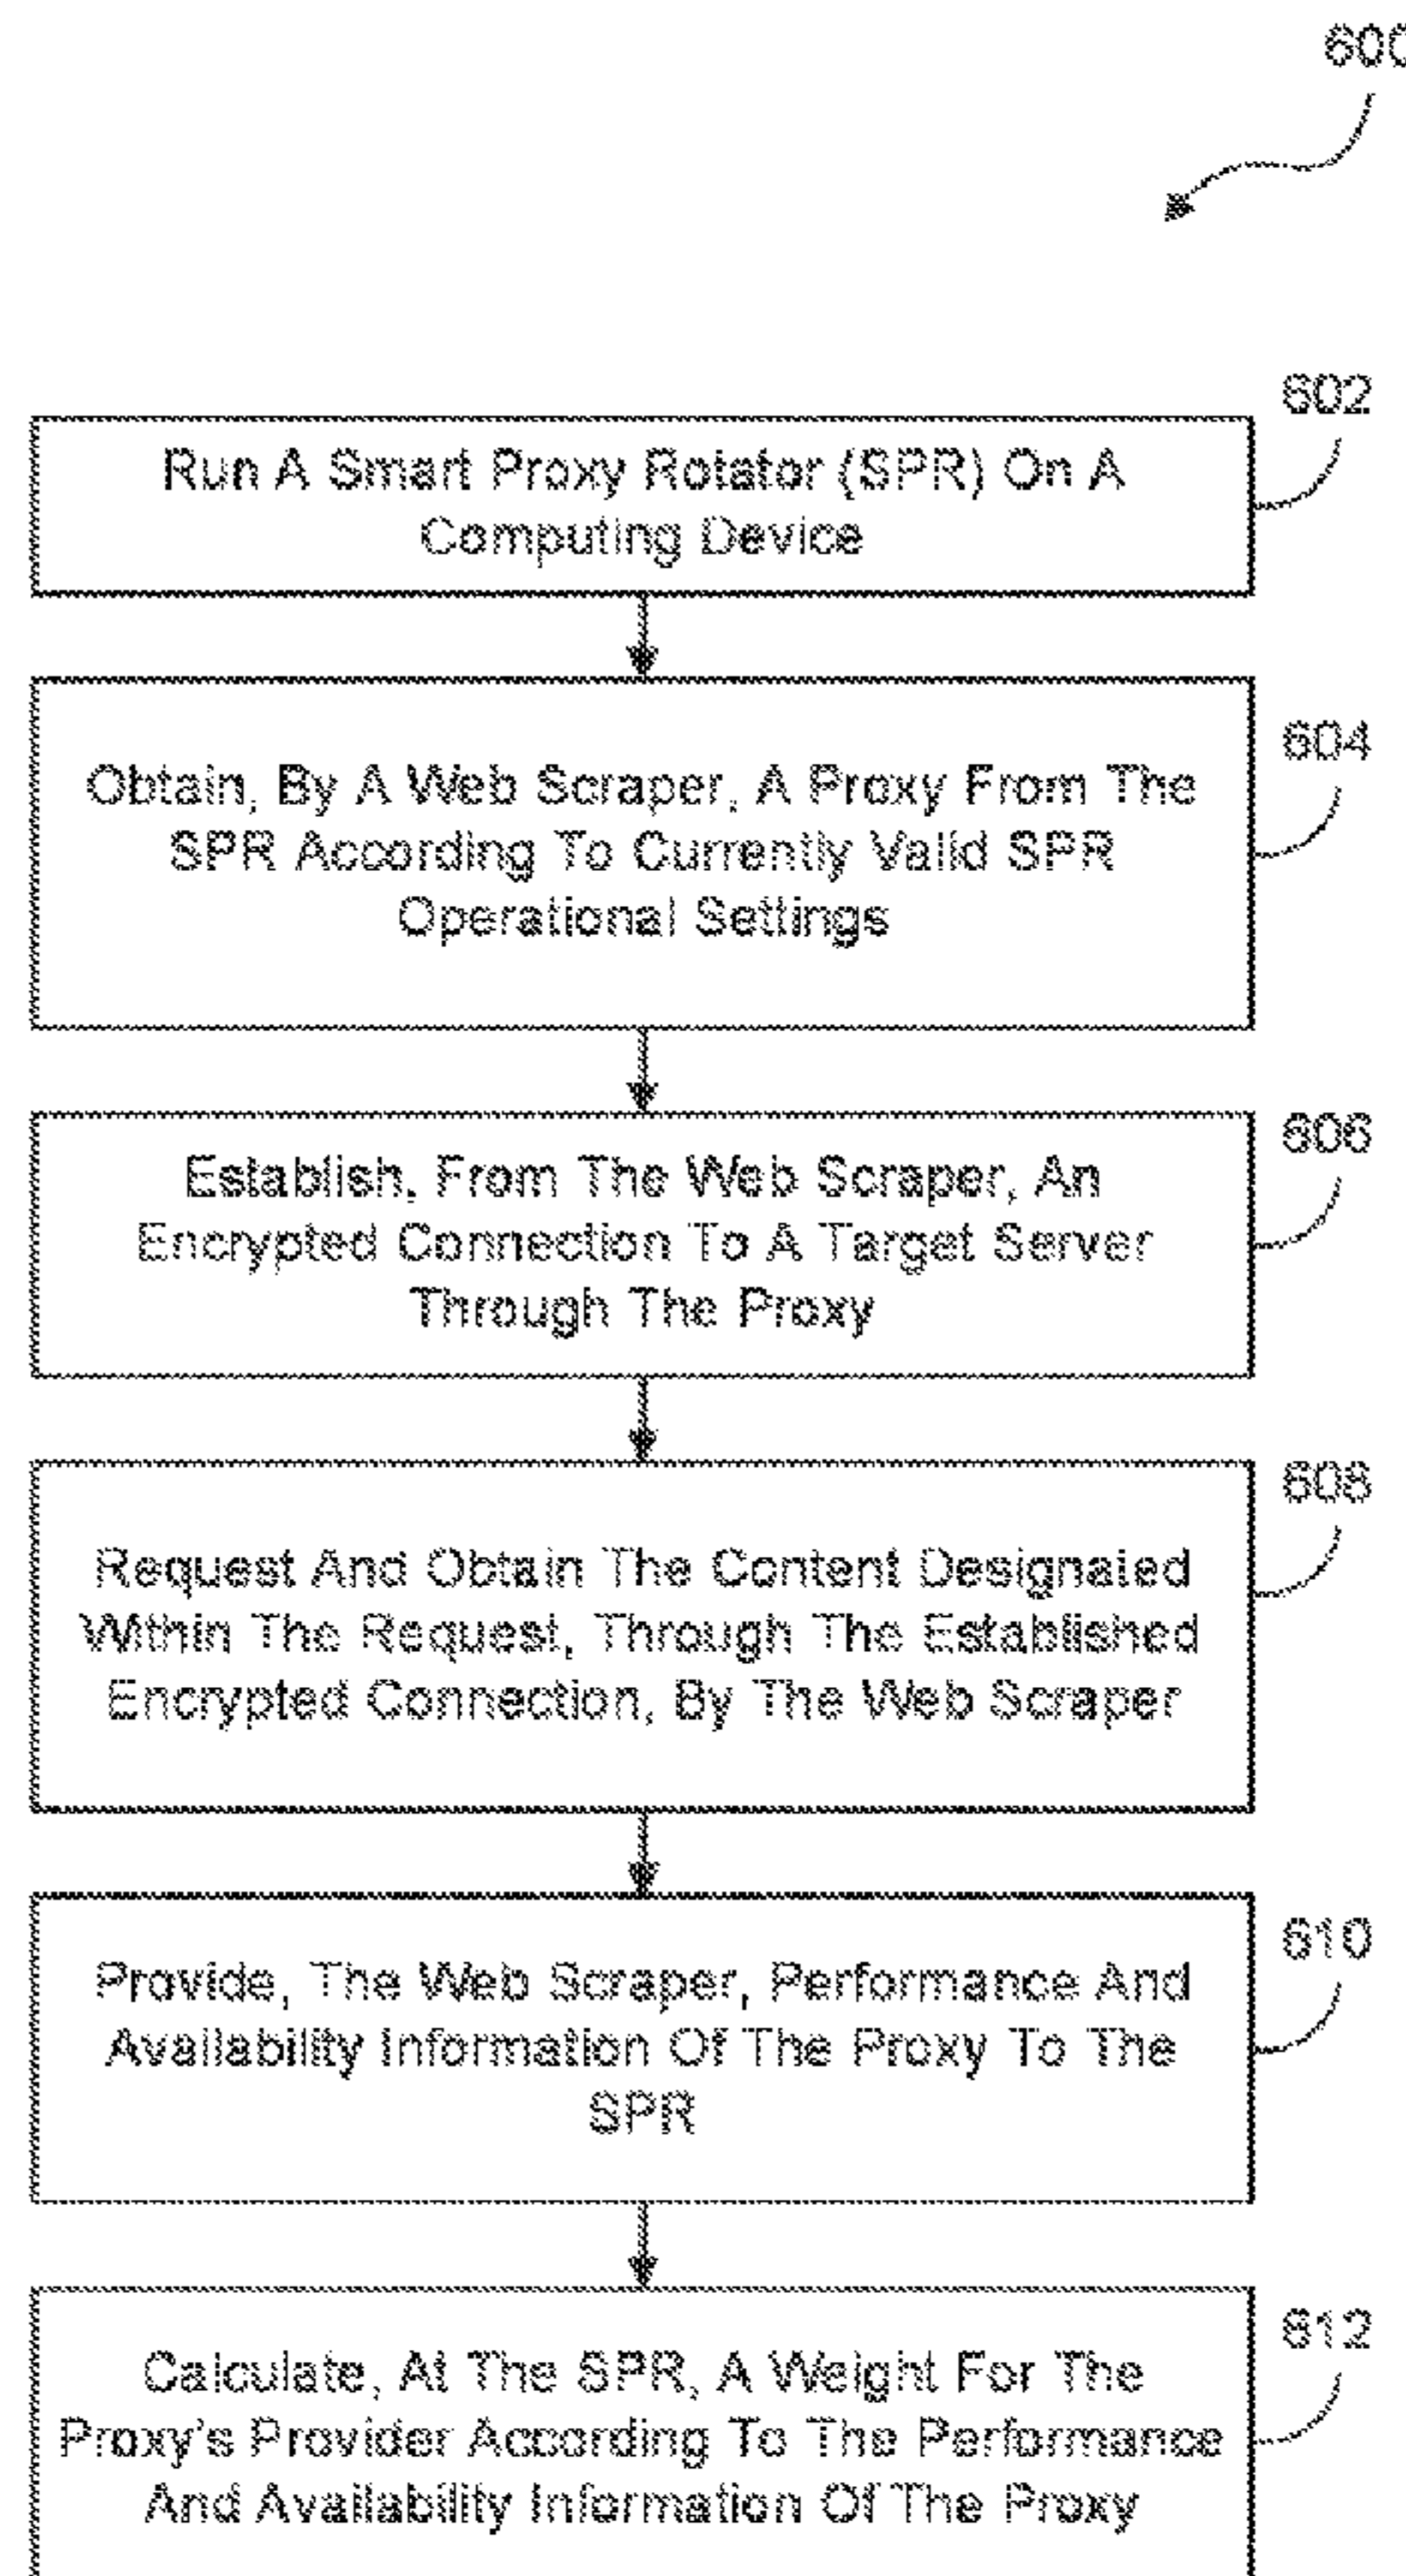 600
602
Run A Smart Proxy Rotator (SPR) On A
Computing Device
604
Obtain, By A Web Scraper, A Proxy From The
SPR According To Currently Valid SPR
Operational Settings
606
Establish, From The Web Scraper, An
Encrypted Connection To A Target Server
Through The Proxy
608
Request And Obtain The Content Designated
Within The Request, Through The Established
Encrypted Connection, By The Web Scraper
610
Provide, The Web Scraper, Performance And
Availability Information Of The Proxy To The
SPR
612
Calculate, At The SPR, A Weight For The
Proxy's Provider According To The Performance
And Availability Information Of The Proxy